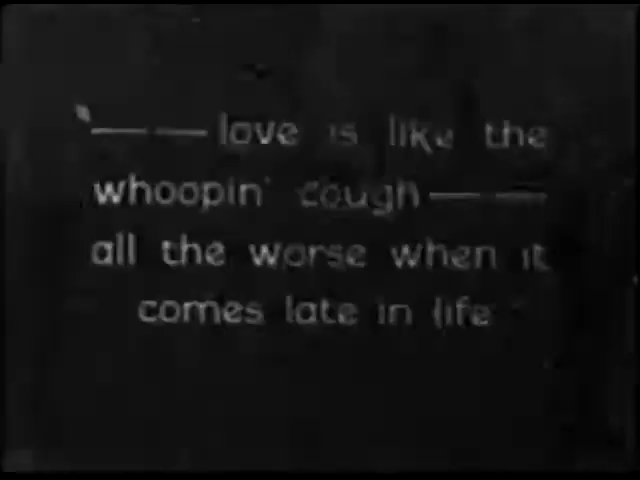 "— — love is like the
whoopin' cough — —
all the worse when it
comes late in life"